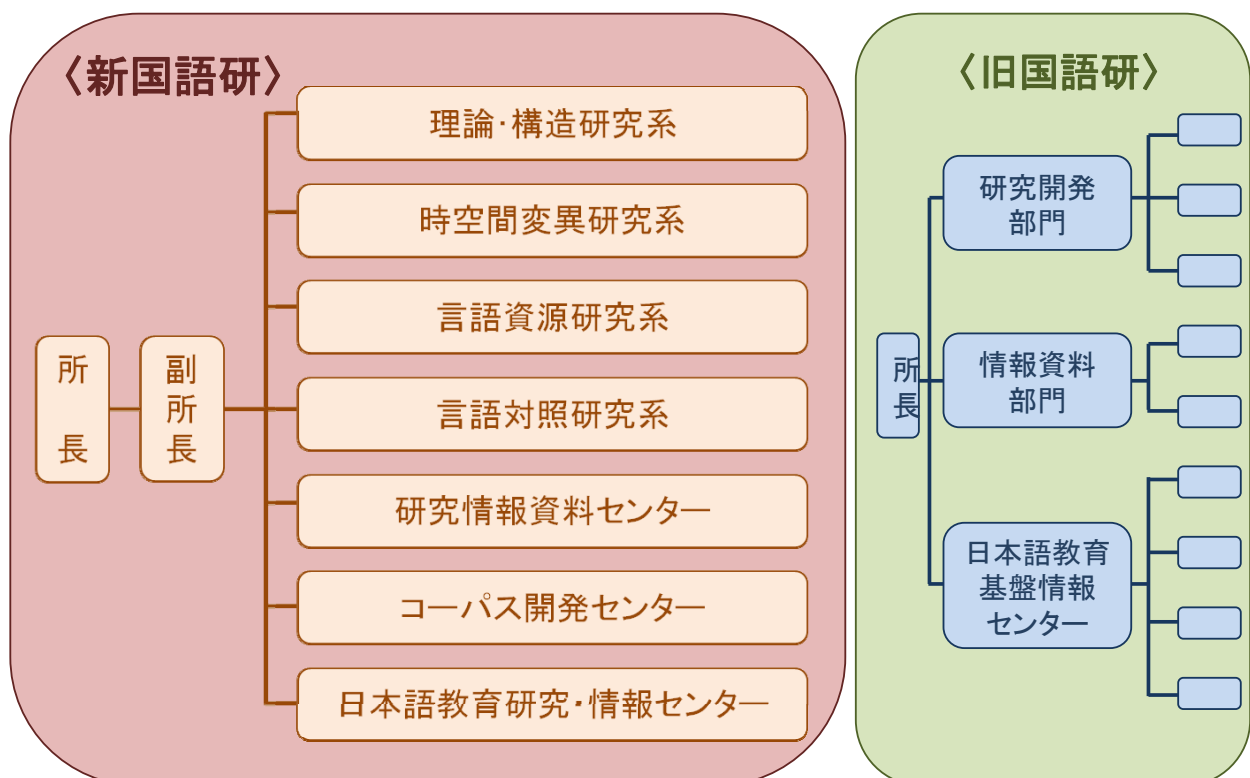 〈新国語研〉
所長
副所長
理論・構造研究系
時空間変異研究系
言語資源研究系
言語対照研究系
研究情報資料センター
コーパス開発センター
日本語教育研究・情報センター
〈旧国語研〉
所長
研究開発
部門
情報資料
部門
日本語教育
基盤情報
センター